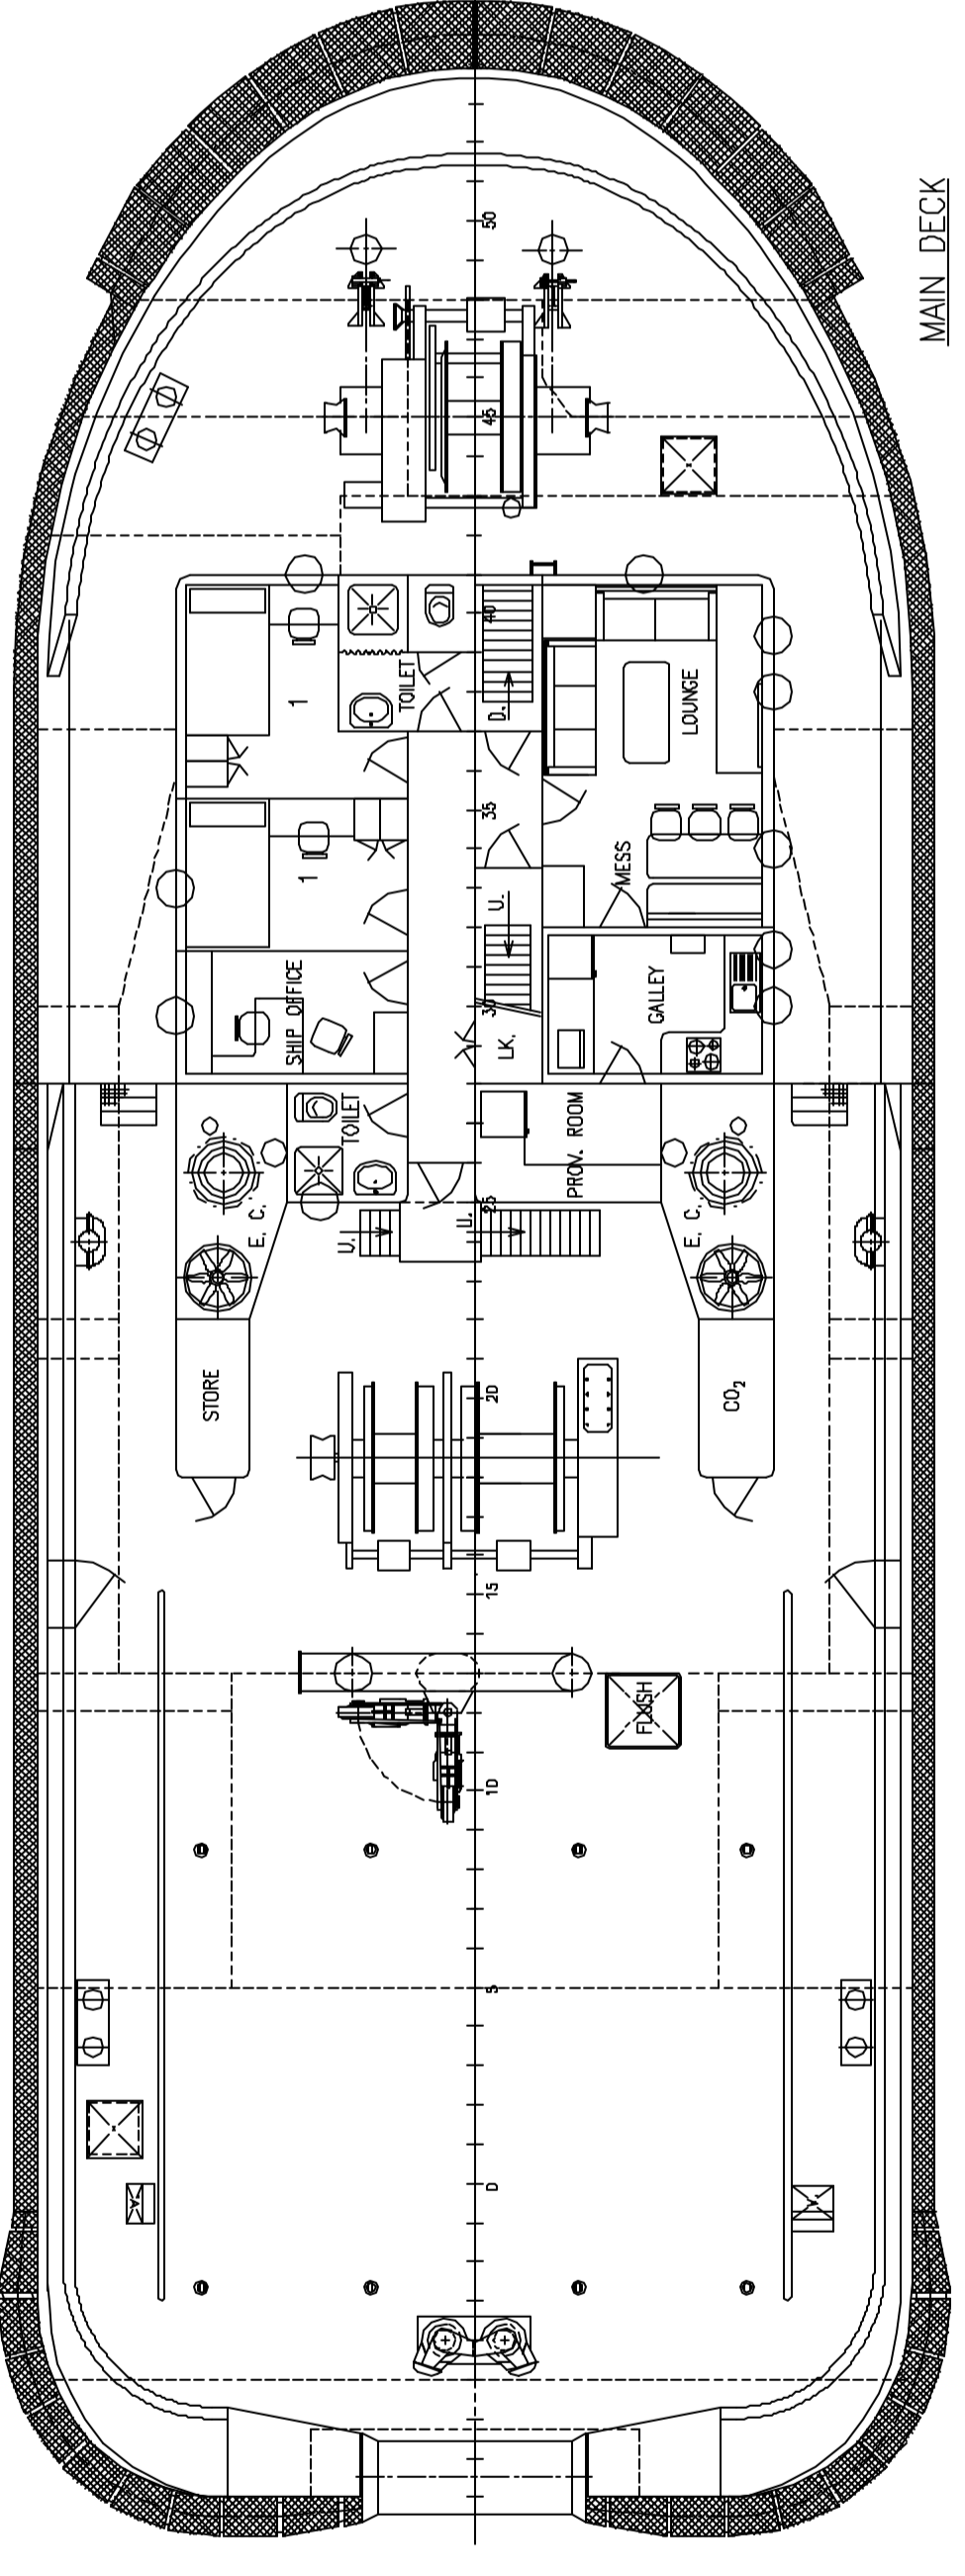 MAIN DECK
50
45
40
D.
TOILET
1
LOUNGE
35
1
MESS
U.
SHIP OFFICE
30
LK.
GALLEY
TOILET
PROV. ROOM
25
E. C.
U.
U.
E. C.
STORE
20
CO2
15
FLUSH
10
5
0
"A"
"A"